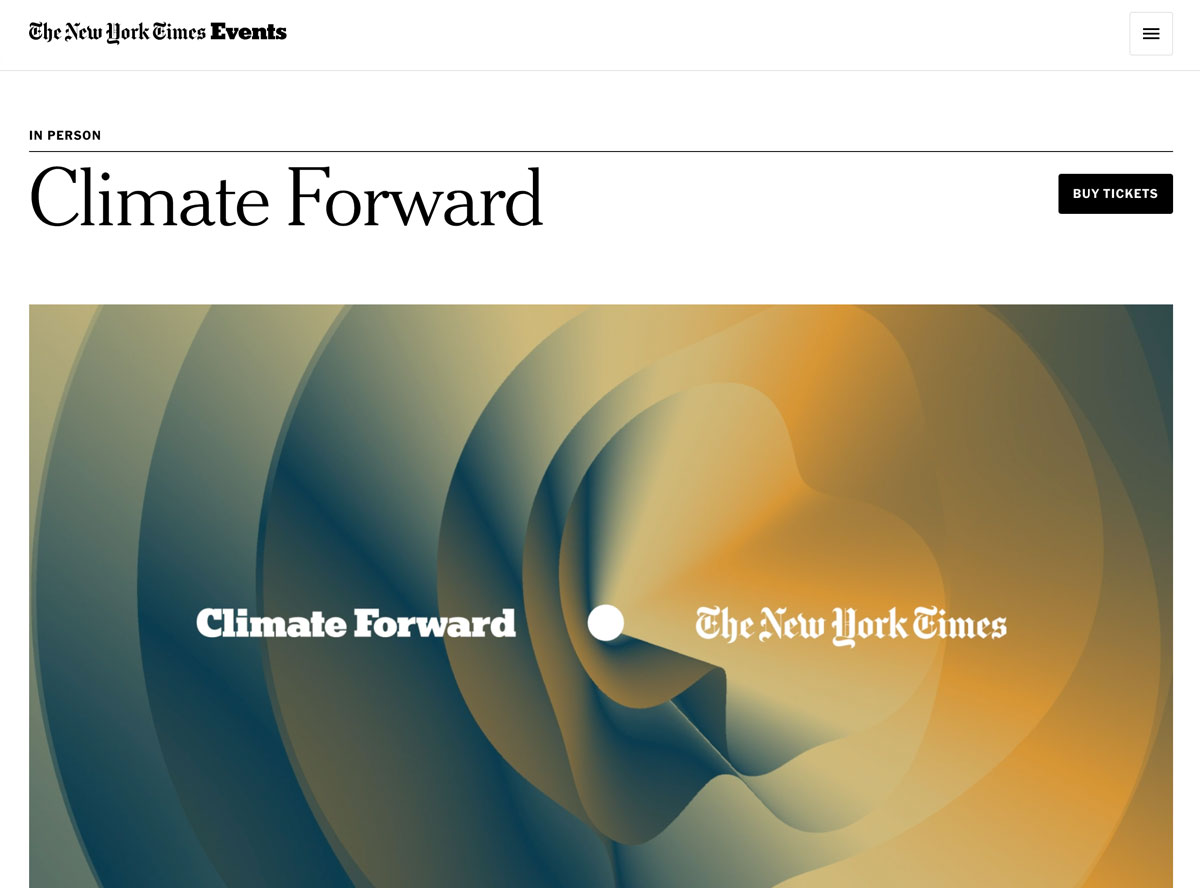 The New York Times Events
IN PERSON
Climate Forward
BUY TICKETS
Climate Forward
The New York Times